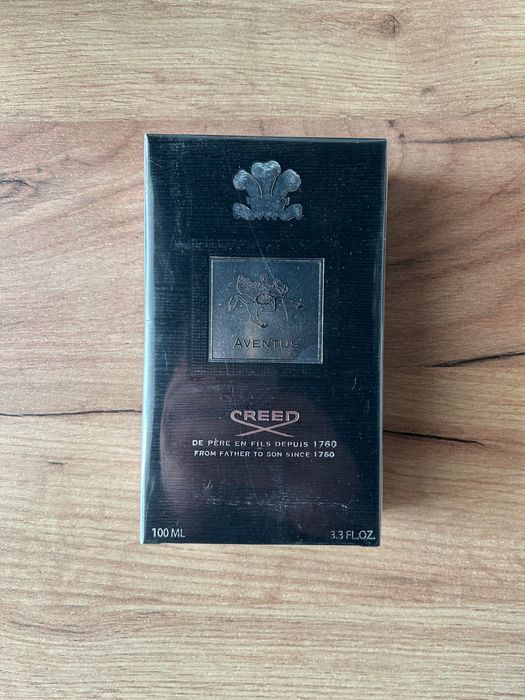 AVENTUS
CREED
DE PÈRE EN FILS DEPUIS 1760
FROM FATHER TO SON SINCE 1760
100 ML
3.3 FL.OZ.